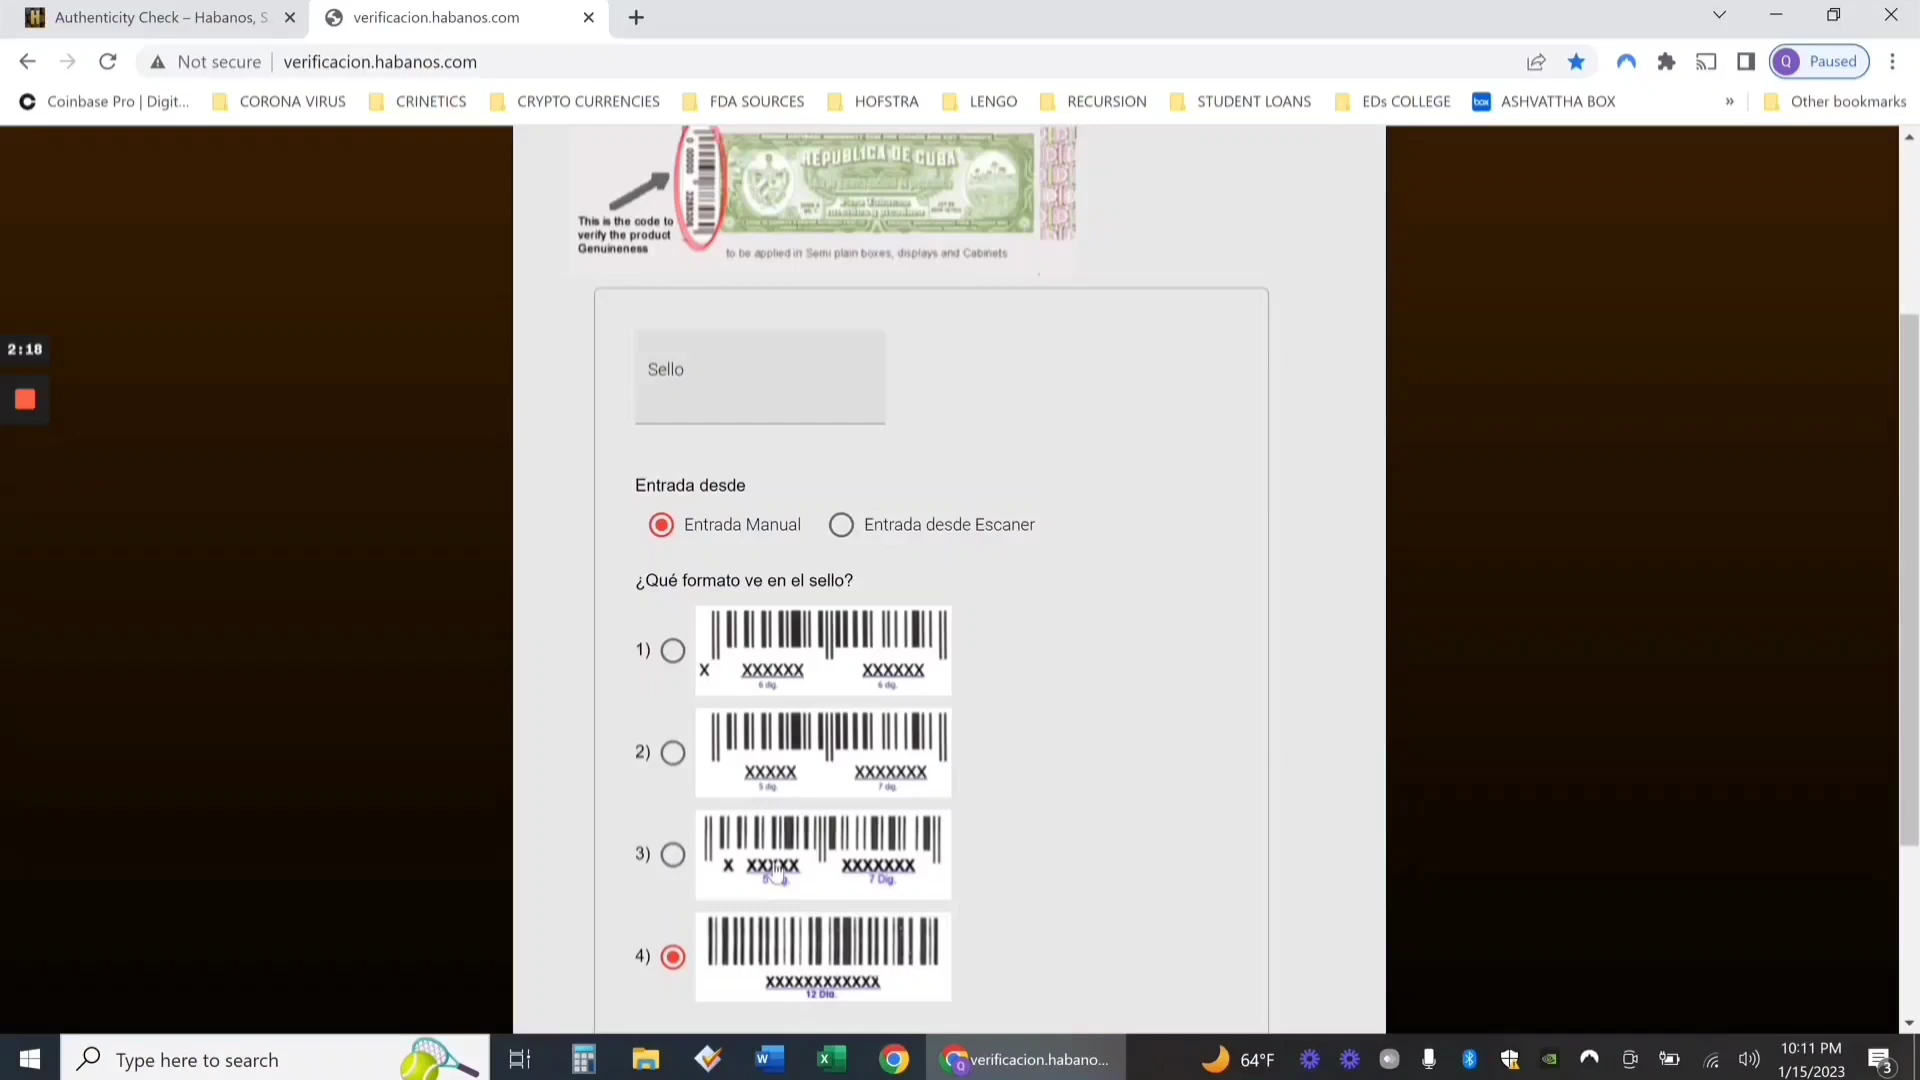 Authenticity Check – Habanos, S
verificacion.habanos.com
Not secure
verificacion.habanos.com
Paused
Q
Coinbase Pro | Digit...
CORONA VIRUS
CRINETICS
CRYPTO CURRENCIES
FDA SOURCES
HOFSTRA
LENGO
RECURSION
STUDENT LOANS
EDs COLLEGE
box
ASHVATTHA BOX
»
Other bookmarks
REPUBLICA DE CUBA
This is the code to
verify the product
Genuineness
to be applied in Semi plain boxes, displays and Cabinets
2:18
Sello
Entrada desde
Entrada Manual
Entrada desde Escaner
¿Qué formato ve en el sello?
1)
X XXXXXX XXXXXX
6 dig. 6 dig.
2)
XXXXX XXXXXXX
5 dig. 7 dig.
3)
X XXXXX XXXXXXX
7 Dig.
4)
XXXXXXXXXXXX
12 Dig.
Type here to search
verificacion.habano...
64°F
10:11 PM
1/15/2023
3